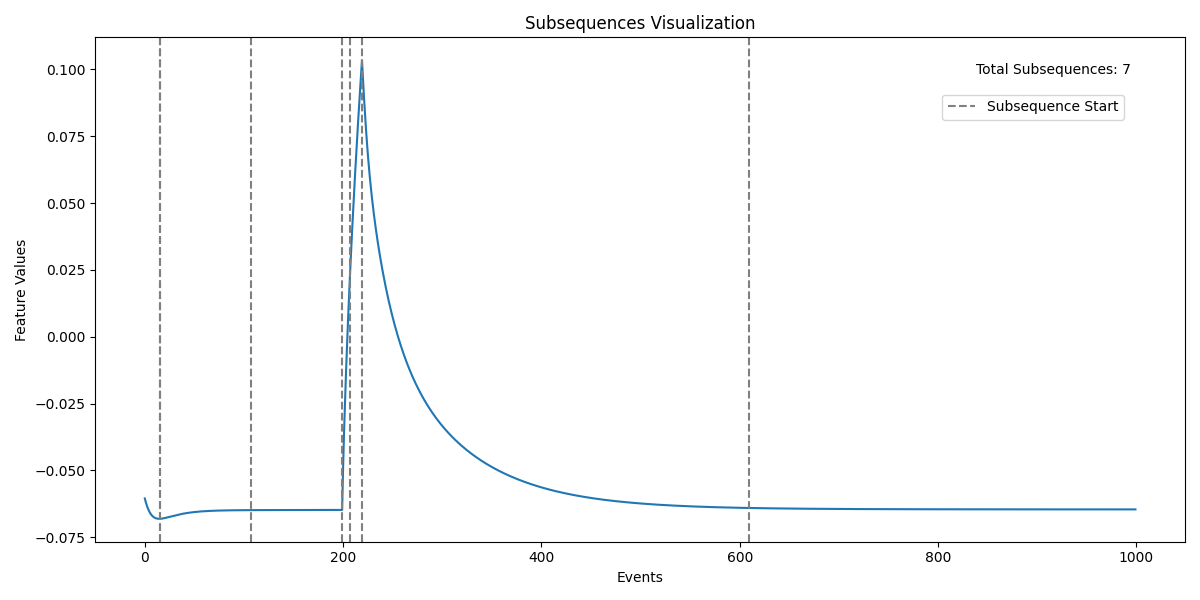 Subsequences Visualization
Total Subsequences: 7
Subsequence Start
Feature Values
0.100
0.075
0.050
0.025
0.000
−0.025
−0.050
−0.075
0 200 400 600 800 1000
Events